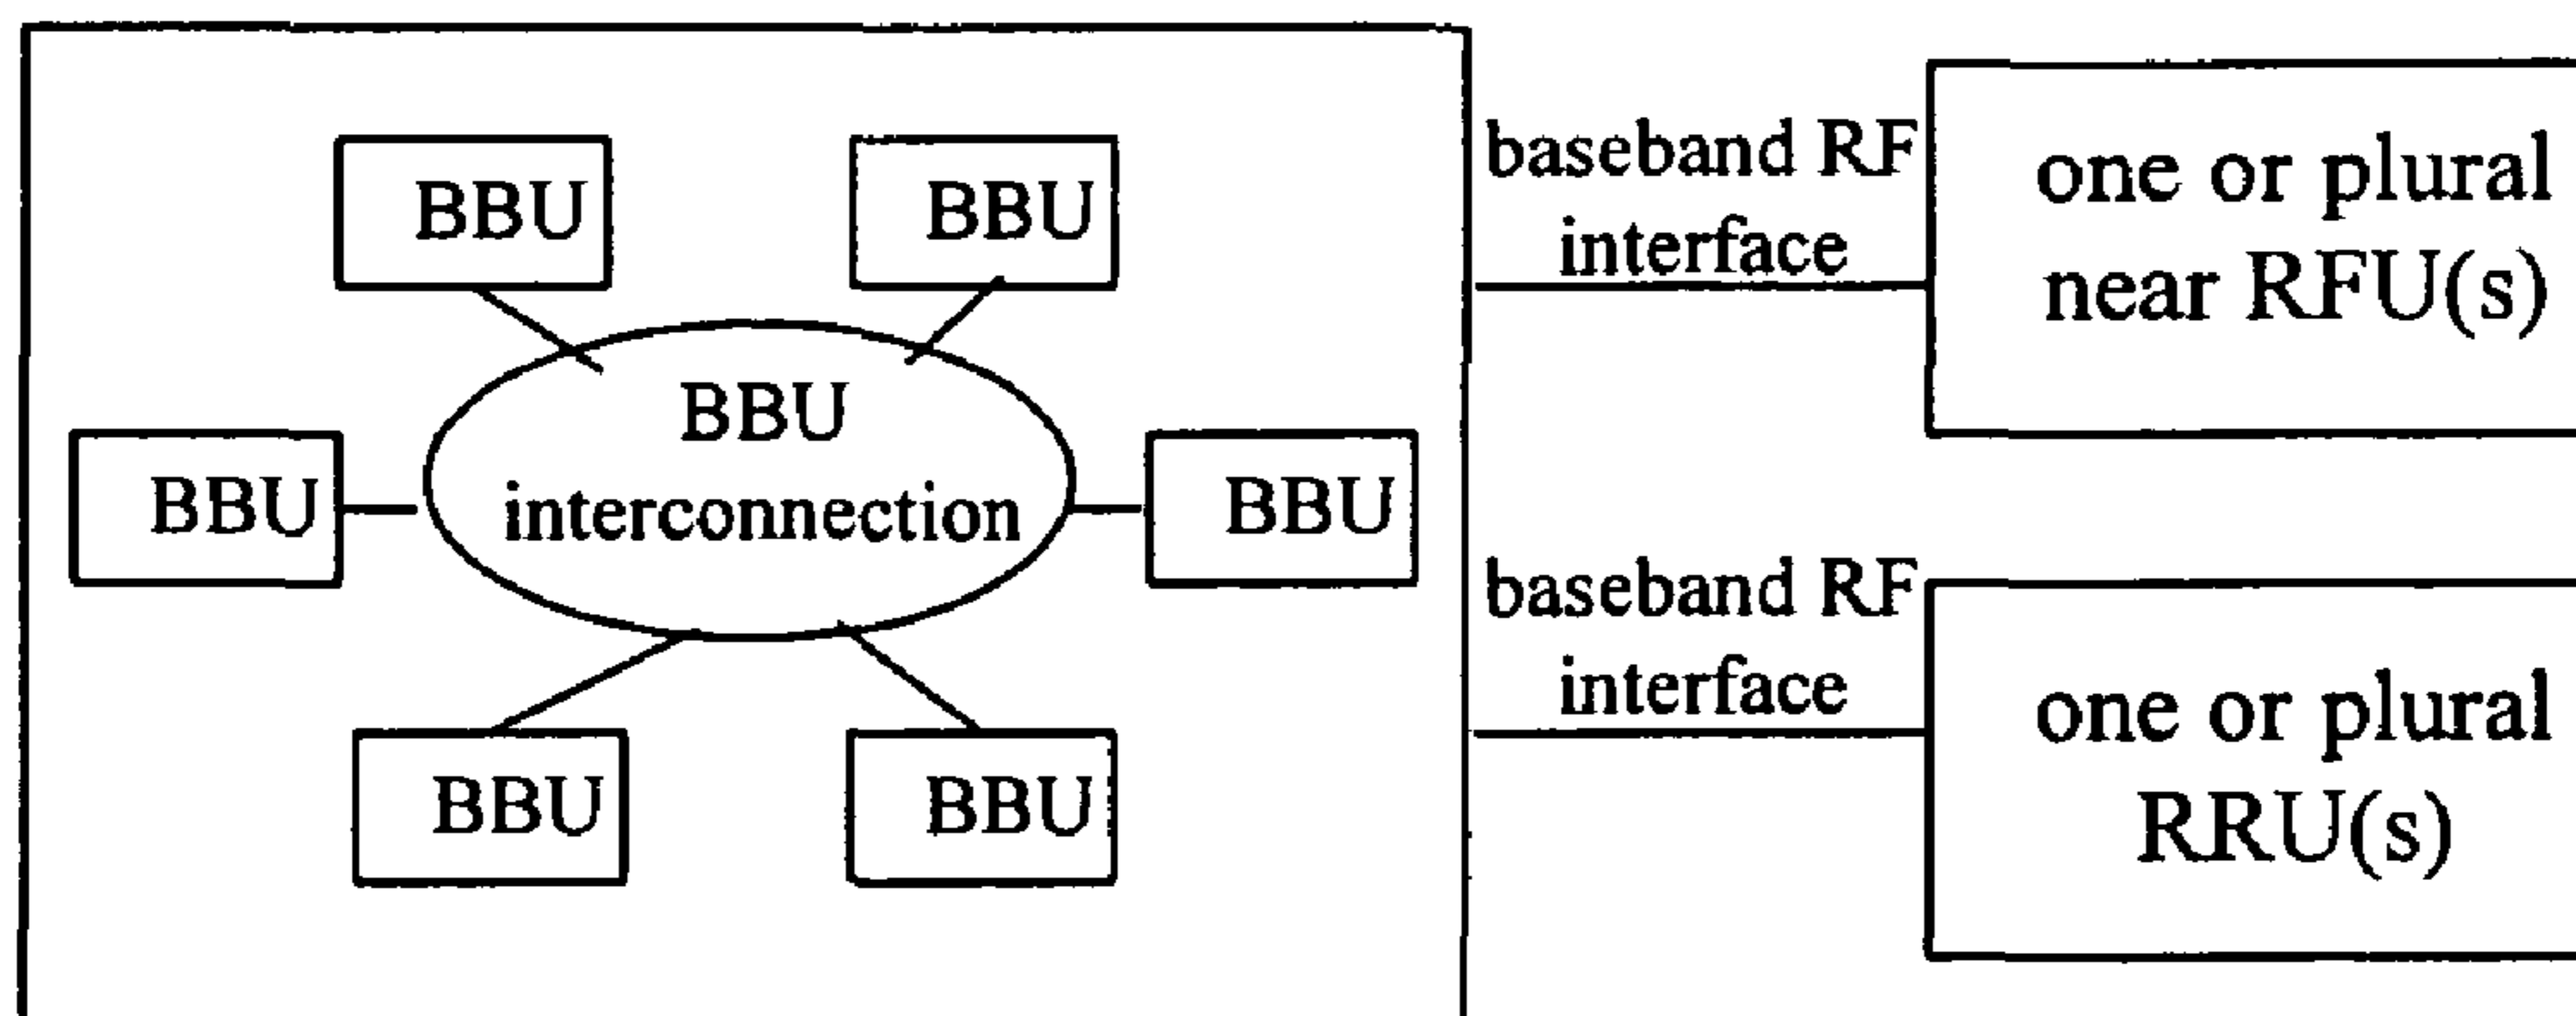 BBU
BBU
BBU
interconnection
BBU
BBU
BBU
BBU
baseband RF
interface
one or plural
near RFU(s)
baseband RF
interface
one or plural
RRU(s)